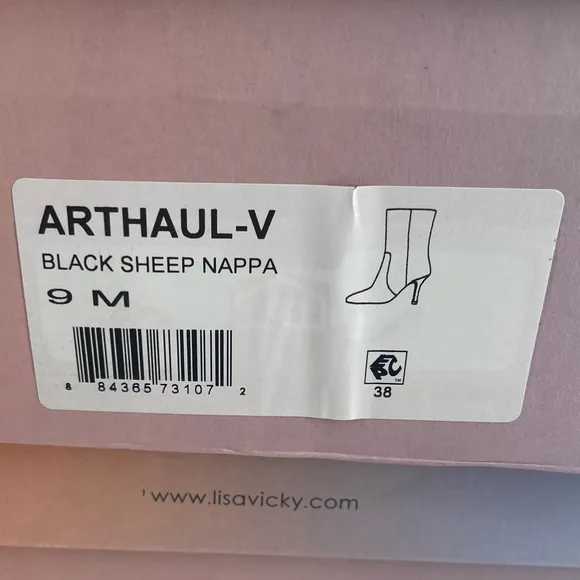 ARTHAUL-V
BLACK SHEEP NAPPA
9 M
8 84365 73107 2
38
www.lisavicky.com